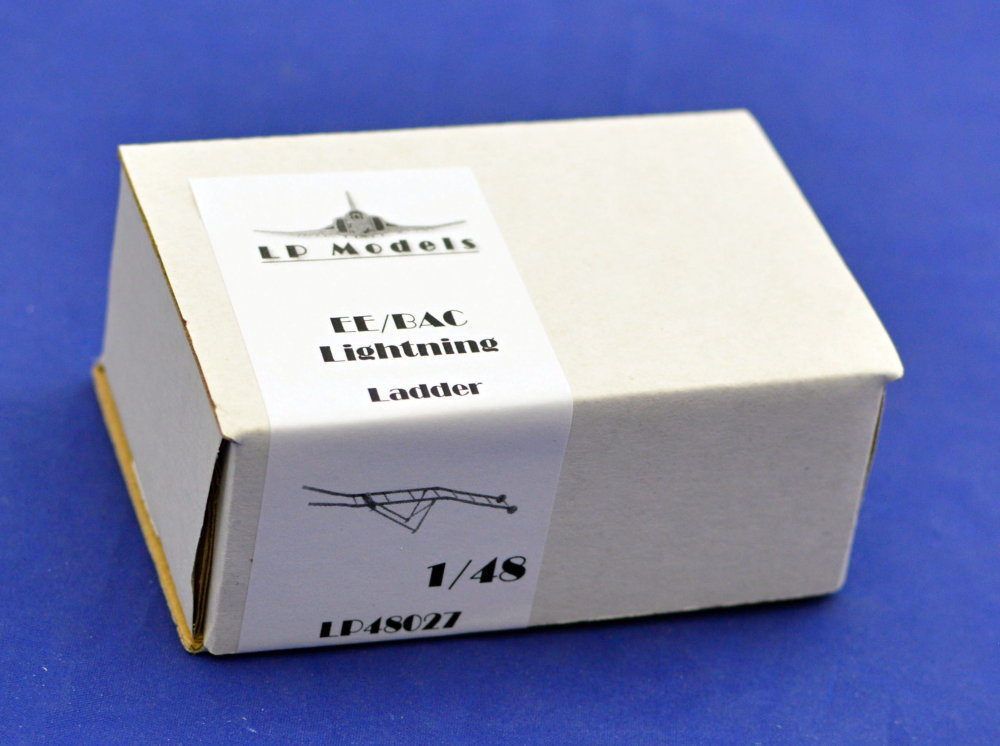 LP Models
EE/BAC
Lightning
Ladder
1/48
LP48027